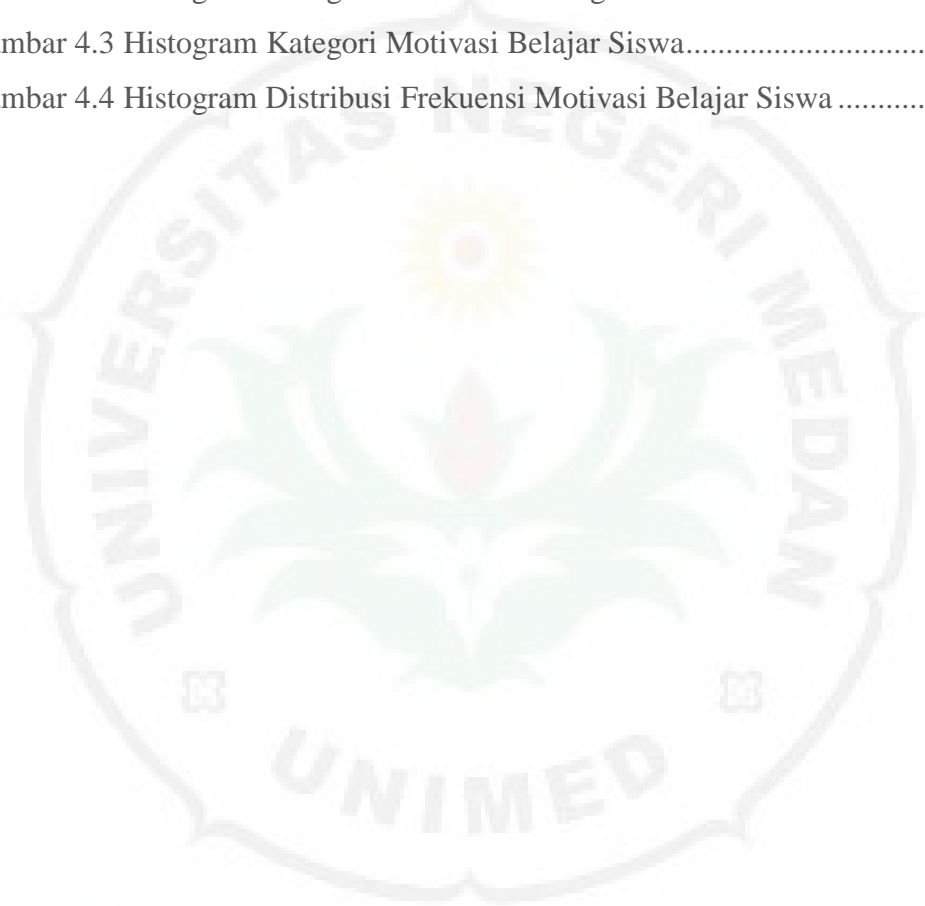 mbar 4.3 Histogram Kategori Motivasi Belajar Siswa.............................
mbar 4.4 Histogram Distribusi Frekuensi Motivasi Belajar Siswa ...........
UNIVERSITAS NEGERI MEDAN
UNIMED